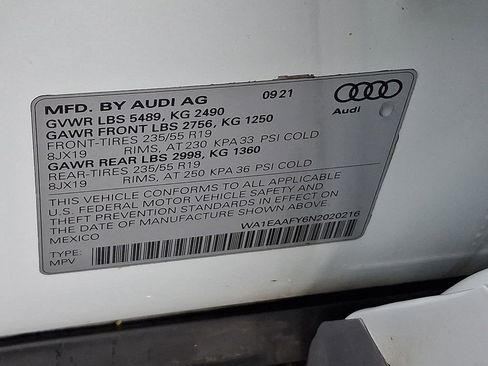 MFD. BY AUDI AG 09.21
GVWR LBS 5489, KG 2490
GAWR FRONT LBS 2756, KG 1250
FRONT-TIRES 235/55 R19
8JX19 RIMS, AT 230 KPA 33 PSI COLD
GAWR REAR LBS 2998, KG 1360
REAR-TIRES 235/55 R19
8JX19 RIMS, AT 250 KPA 36 PSI COLD
THIS VEHICLE CONFORMS TO ALL APPLICABLE
U.S. FEDERAL MOTOR VEHICLE SAFETY AND
THEFT PREVENTION STANDARDS IN EFFECT ON
THE DATE OF MANUFACTURE SHOWN ABOVE.
MEXICO
WA1EAAFY6N2020216
TYPE:
MPV
Audi